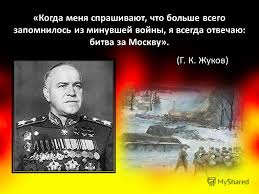 «Когда меня спрашивают, что больше всего
запомнилось из минувшей войны, я всегда отвечаю:
битва за Москву».
(Г. К. Жуков)
MyShared